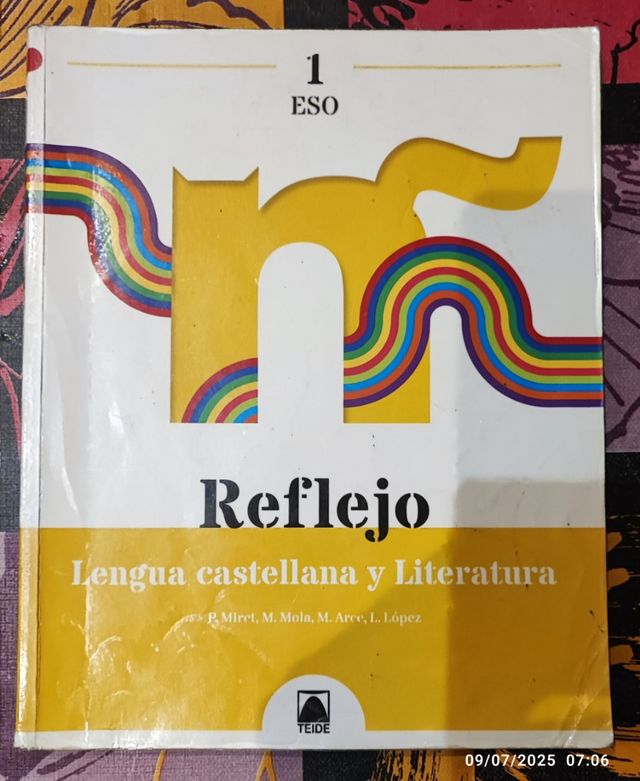 1
ESO
ñ
Reflejo
Lengua castellana y Literatura
P. Miret, M. Mola, M. Arce, L. López
TEIDE
09/07/2025 07:06